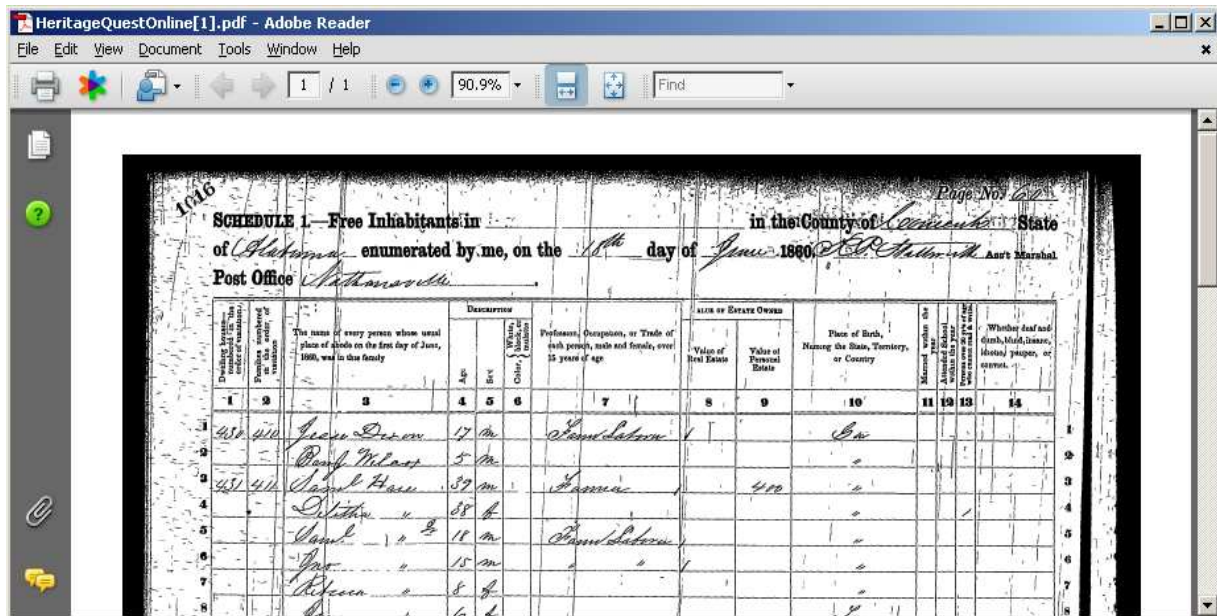 HeritageQuestOnline[1].pdf - Adobe Reader
File Edit View Document Tools Window Help
1 / 1 90.9% Find
1016
Page No. 60
SCHEDULE 1.—Free Inhabitants in in the County of Conecuh State
of Alabama enumerated by me, on the 18th day of June 1860. Ass't Marshal
Post Office
DESCRIPTION
VALUE OF ESTATE OWNED
Dwelling houses— numbered in the order of visitation.
Families numbered in the order of visitation
The name of every person whose usual place of abode on the first day of June, 1860, was in this family
Age
Sex
Color, White, black, or mulatto
Profession, Occupation, or Trade of each person, male and female, over 15 years of age
Value of Real Estate
Value of Personal Estate
Place of Birth, Naming the State, Territory, or Country
Married within the year
Attended School within the year
Persons over 20 y'rs of age who cannot read & write
Whether deaf and dumb, blind, insane, idiotic, pauper, or convict.
1 2 3 4 5 6 7 8 9 10 11 12 13 14
1 430 410 Jesse Dixon 17 m Farm Laborer / Ga 1
2 5 m " 2
3 431 411 Saml Hare 39 m Farmer 400 " 3
4 " 38 f " / 4
5 Saml " 18 m Farm Laborer " 5
6 Jno " 15 m " " " 6
7 " 8 f " 7
8 6 8